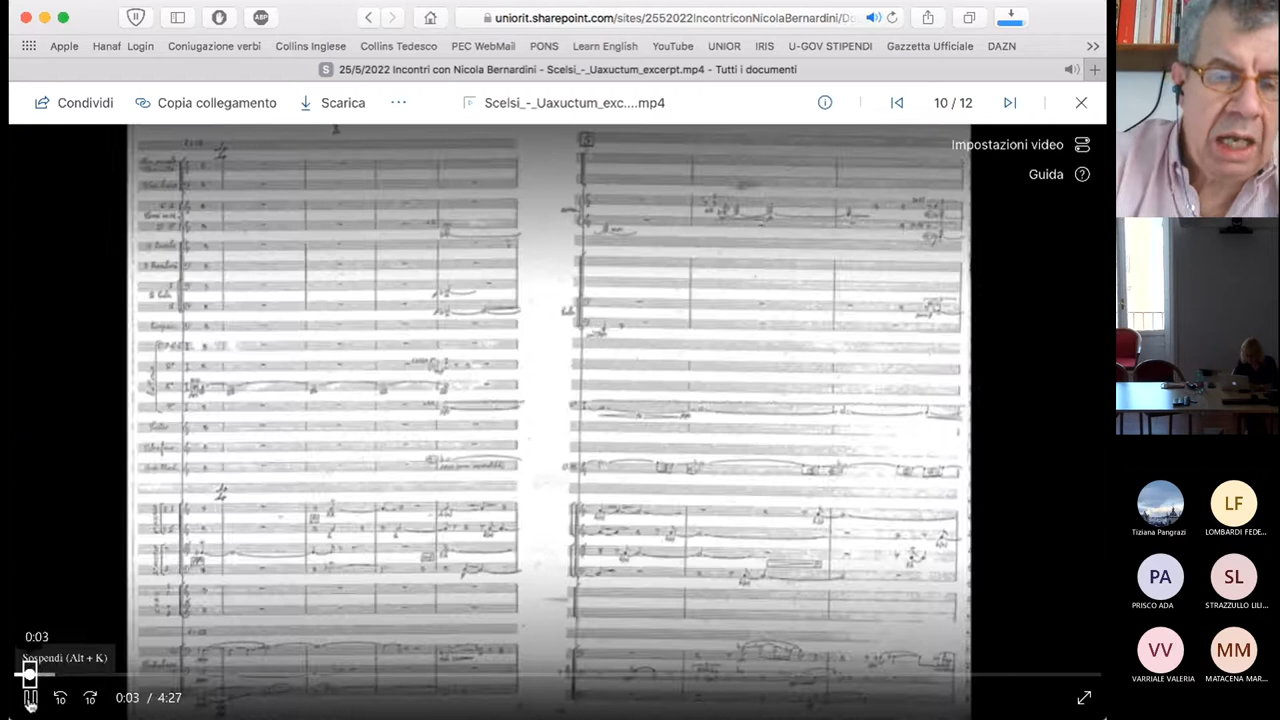 ABP
uniorit.sharepoint.com/sites/2552022IncontriconNicolaBernardini/Do
Apple Hanaf Login Coniugazione verbi Collins Inglese Collins Tedesco PEC WebMail PONS Learn English YouTube UNIOR IRIS U-GOV STIPENDI Gazzetta Ufficiale DAZN
S 25/5/2022 Incontri con Nicola Bernardini - Scelsi_-_Uaxuctum_excerpt.mp4 - Tutti i documenti
Condividi Copia collegamento Scarica ··· Scelsi_-_Uaxuctum_exc....mp4 10 / 12
Impostazioni video
Guida
0:03
Sospendi (Alt + K)
10 10 0:03 / 4:27
LF
Tiziana Pangrazi LOMBARDI FEDE...
PA SL
PRISCO ADA STRAZZULLO LILI...
VV MM
VARRIALE VALERIA MATACENA MAR...